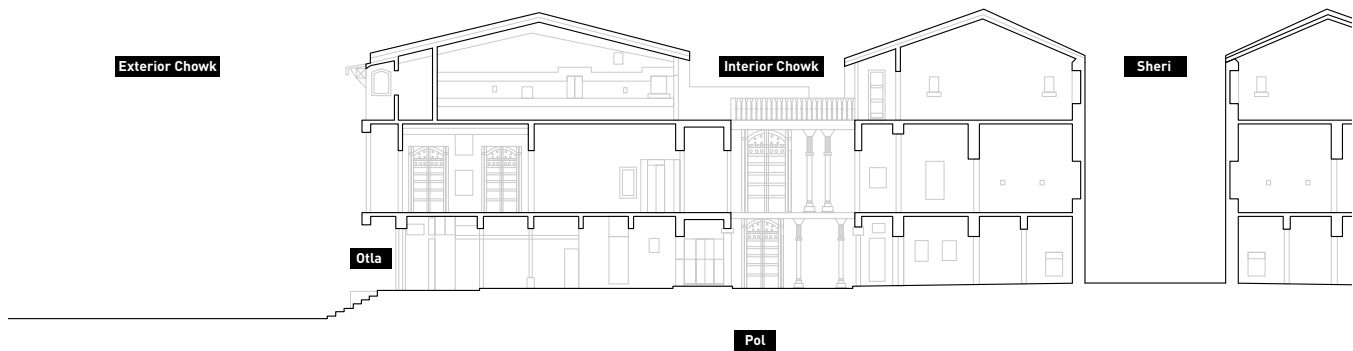 Exterior Chowk
Interior Chowk
Sheri
Otla
Pol